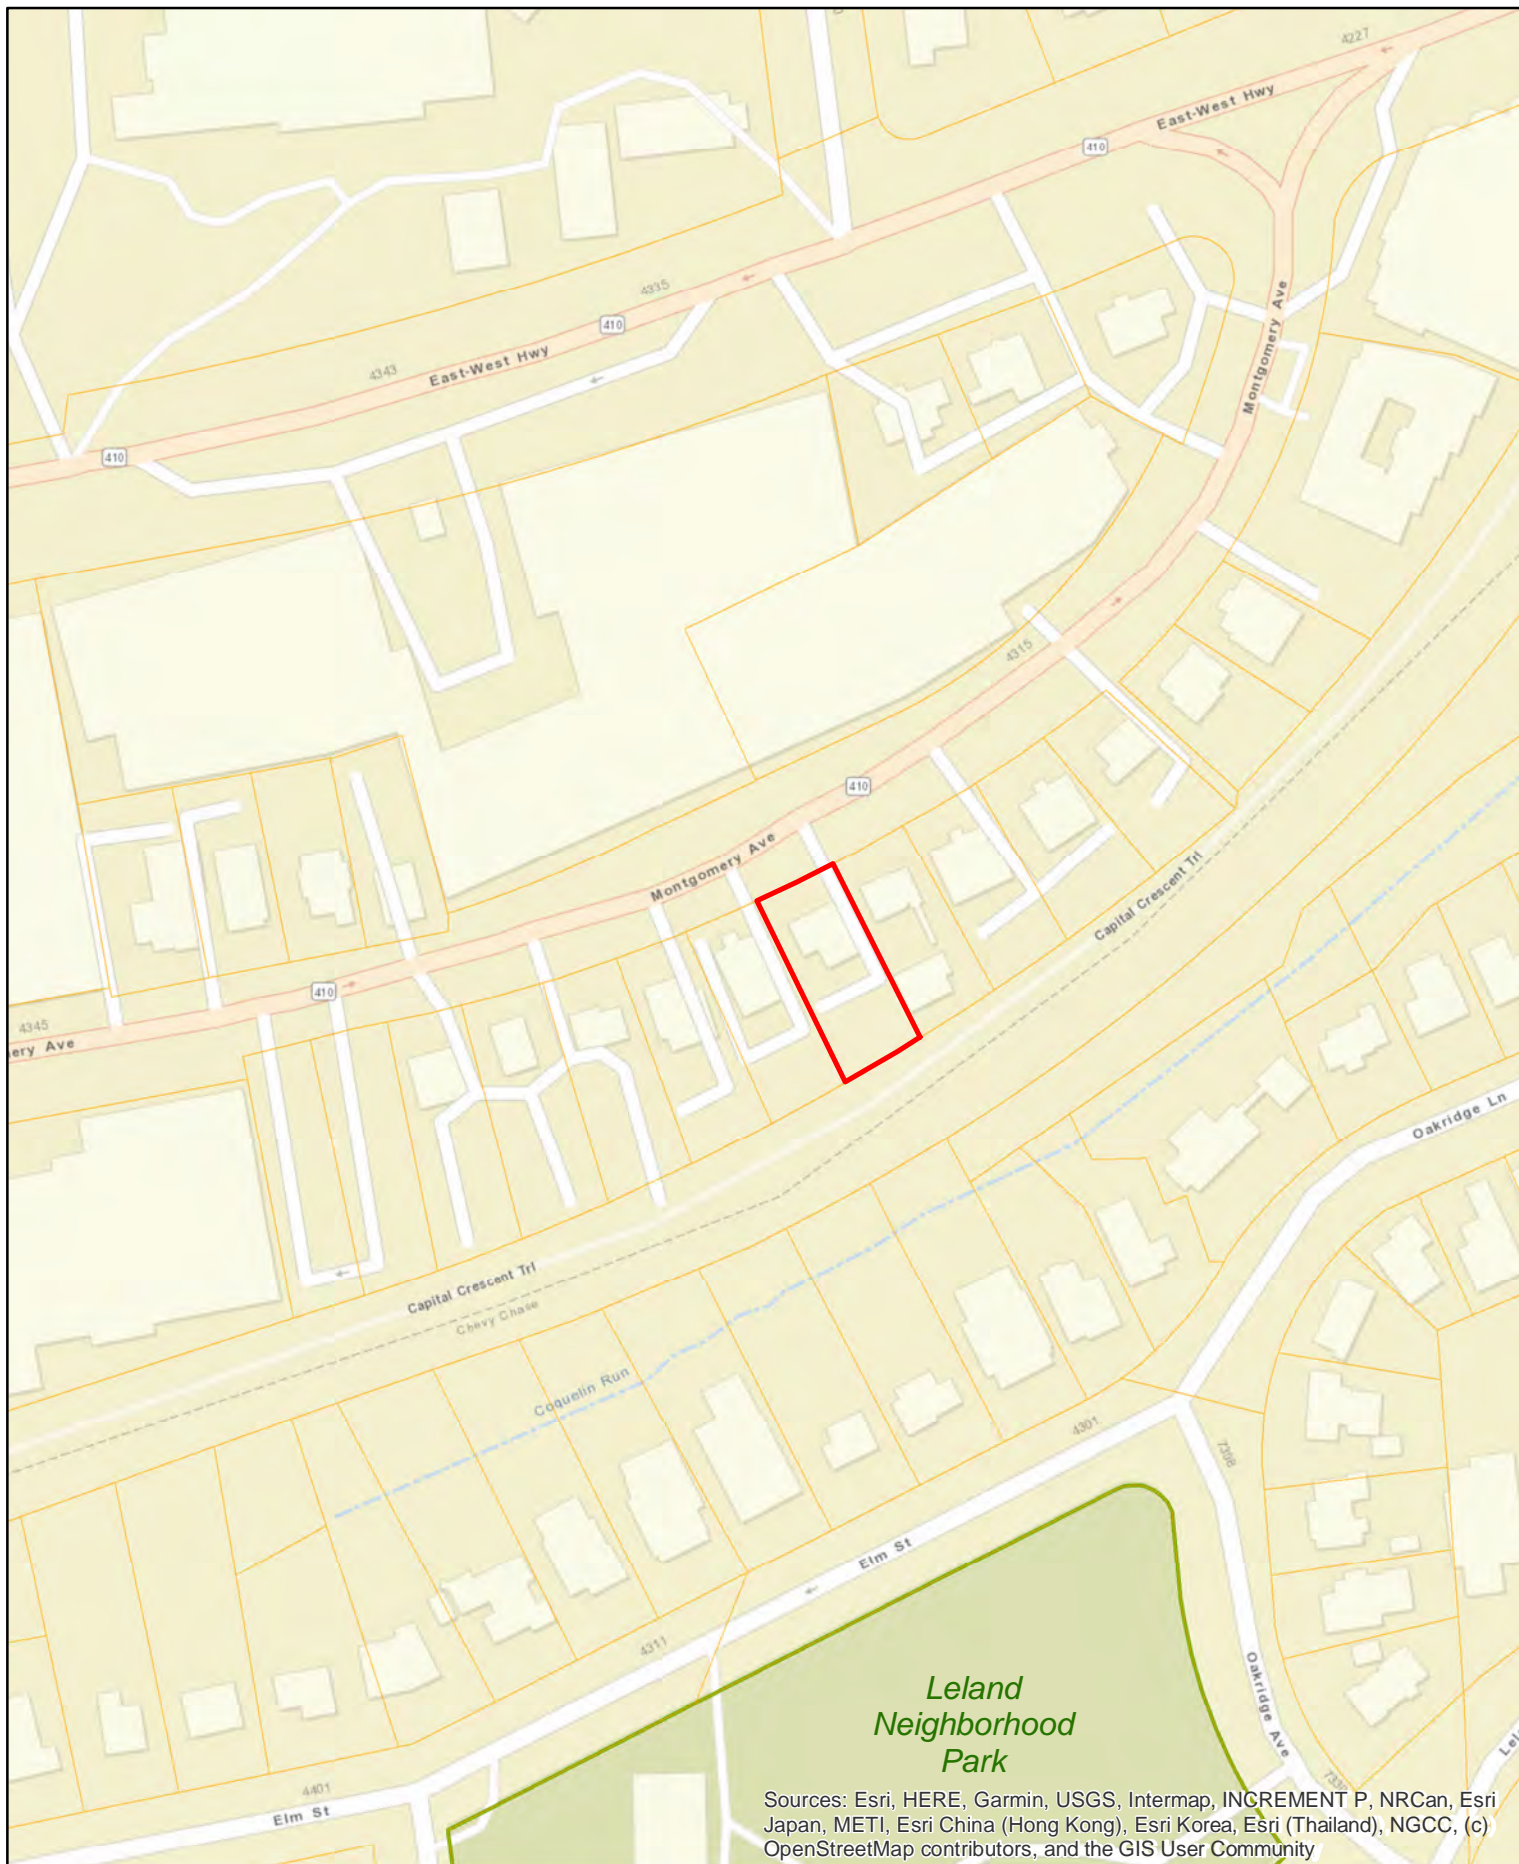 4227
East-West Hwy
410
4335
410
4343
East-West Hwy
Montgomery Ave
410
4315
410
Montgomery Ave
Capital Crescent Trl
410
4345
ery Ave
Oakridge Ln
Capital Crescent Trl
Chevy Chase
Coquelin Run
4301
7398
Elm St
4311
Oakridge Ave
Leland
Neighborhood
Park
Lel
4401
Elm St
Sources: Esri, HERE, Garmin, USGS, Intermap, INCREMENT P, NRCan, Esri
Japan, METI, Esri China (Hong Kong), Esri Korea, Esri (Thailand), NGCC, (c)
OpenStreetMap contributors, and the GIS User Community